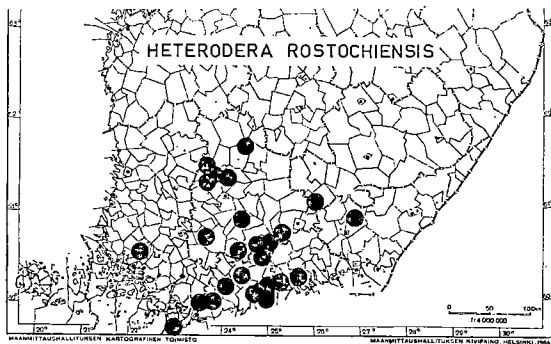 HETERODERA ROSTOCHIENSIS
0 50 100km
1:4 000 000
20° 21° 22° 24° 25° 26° 27° 28° 29° 30°
MAANMITTAUSHALLITUKSEN KARTOGRAFINEN TOIMISTO
MAANMITTAUSHALLITUKSEN KIVIPAINO, HELSINKI